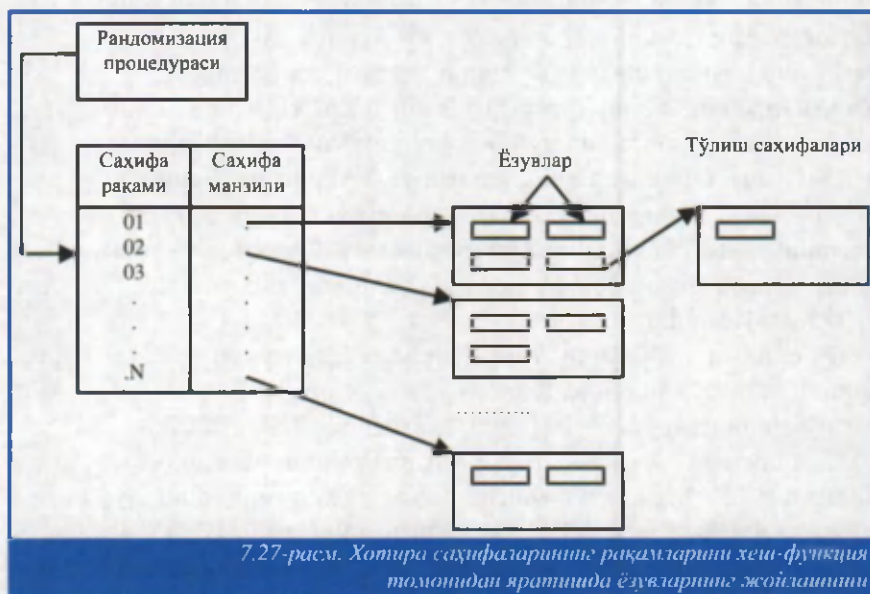 Рандомизация
процедураси
Саҳифа раками
Саҳифа манзили
01
02
03
.N
Ёзувлар
Тўлиш саҳифалари
7.27-расм. Хотира саҳифаларининг рақамларини хеш-функция
томонидан яратишда ёзувларнинг жойлашиши